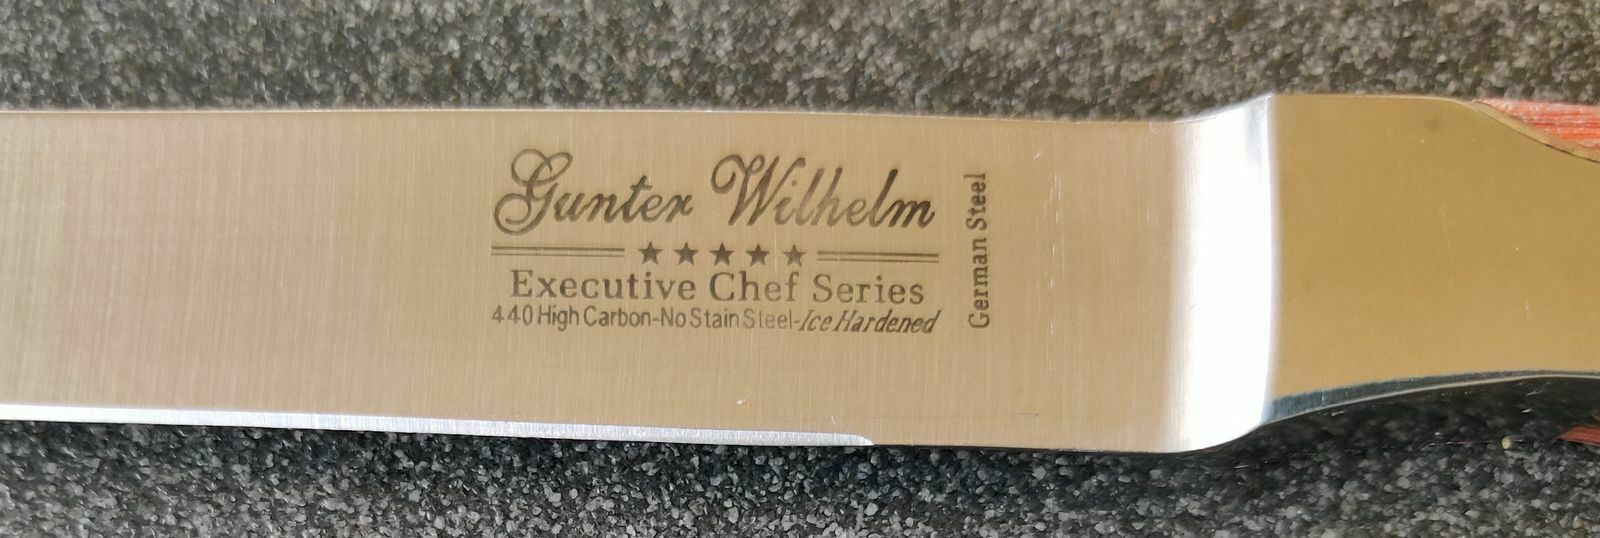 Gunter Wilhelm
★★★★★
Executive Chef Series
440 High Carbon-No Stain Steel-Ice Hardened
German Steel